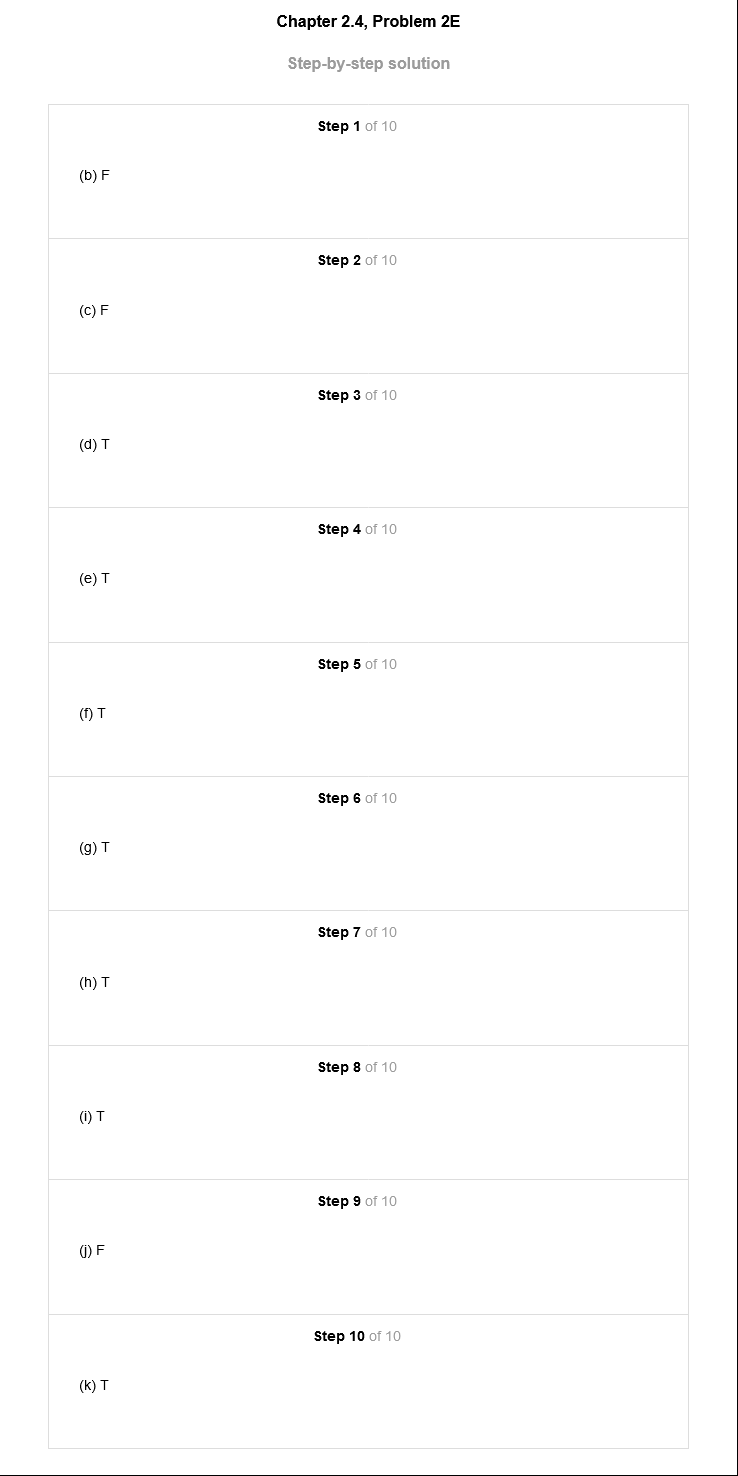 Chapter 2.4, Problem 2E
Step-by-step solution
Step 1 of 10
(b) F
Step 2 of 10
(c) F
Step 3 of 10
(d) T
Step 4 of 10
(e) T
Step 5 of 10
(f) T
Step 6 of 10
(g) T
Step 7 of 10
(h) T
Step 8 of 10
(i) T
Step 9 of 10
(j) F
Step 10 of 10
(k) T